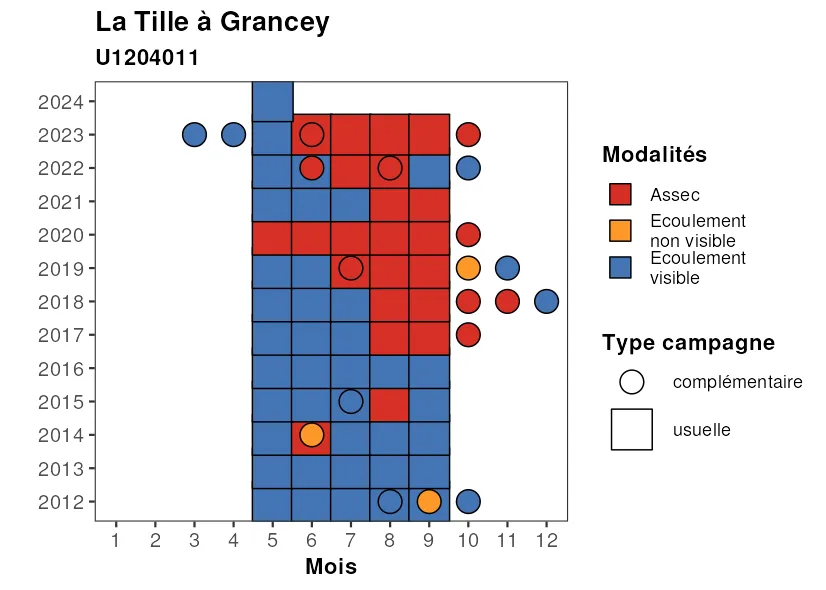 La Tille à Grancey
U1204011
2024
2023
2022
2021
2020
2019
2018
2017
2016
2015
2014
2013
2012
1 2 3 4 5 6 7 8 9 10 11 12
Mois
Modalités
Assec
Ecoulement
non visible
Ecoulement
visible
Type campagne
complémentaire
usuelle